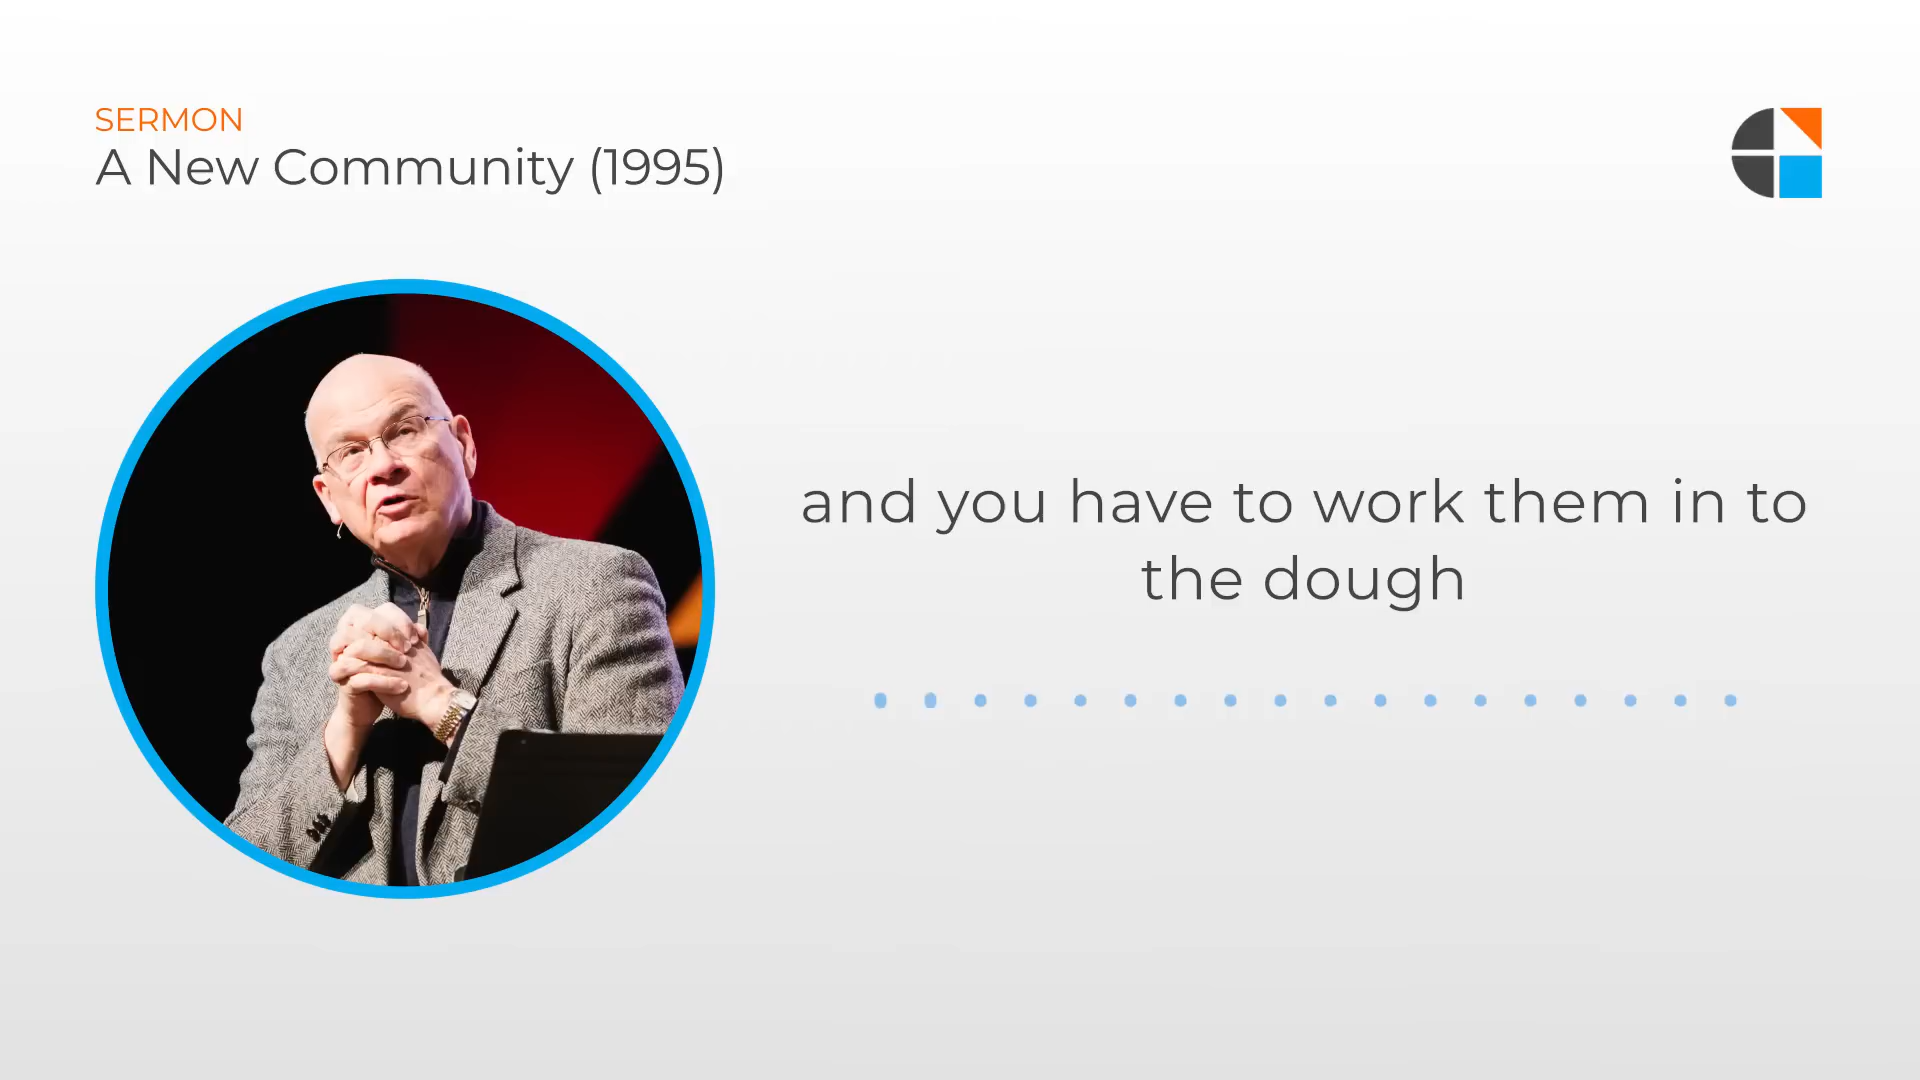 SERMON
A New Community (1995)
and you have to work them in to
the dough